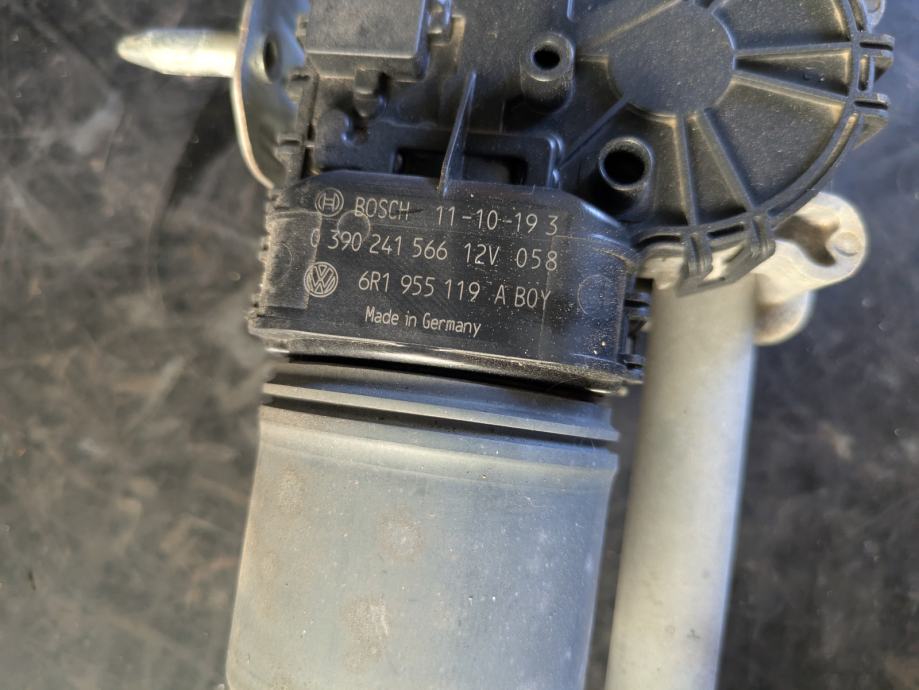 BOSCH 11-10-19 3
0 390 241 566 12V 058
6R1 955 119 A BOY
Made in Germany